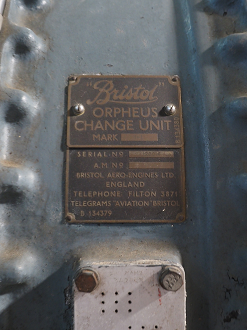 "Bristol"
ORPHEUS
CHANGE UNIT
MARK
SERIAL NO
A.M. NO
BRISTOL AERO-ENGINES LTD
ENGLAND
TELEPHONE FILTON 3831
TELEGRAMS "AVIATION" BRISTOL
B 134379